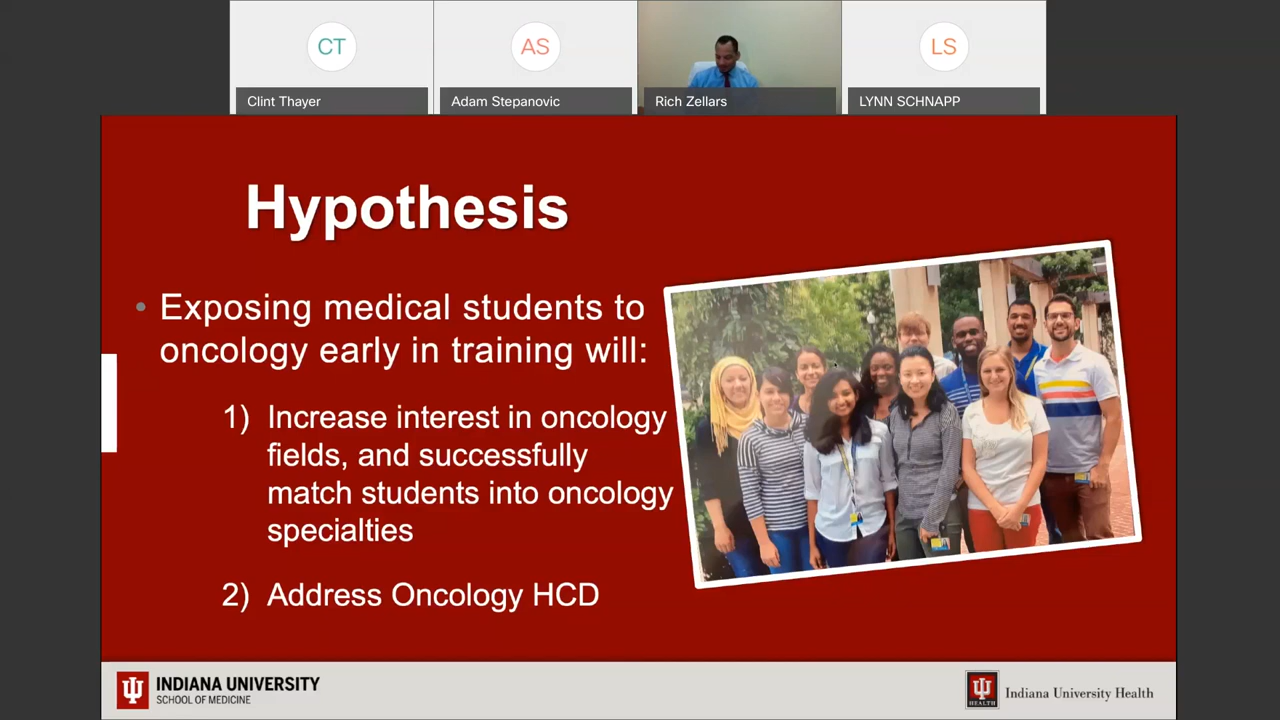 CT
AS
LS
Clint Thayer
Adam Stepanovic
Rich Zellars
LYNN SCHNAPP
Hypothesis
• Exposing medical students to
oncology early in training will:
1) Increase interest in oncology
fields, and successfully
match students into oncology
specialties
2) Address Oncology HCD
INDIANA UNIVERSITY
SCHOOL OF MEDICINE
HEALTH
Indiana University Health